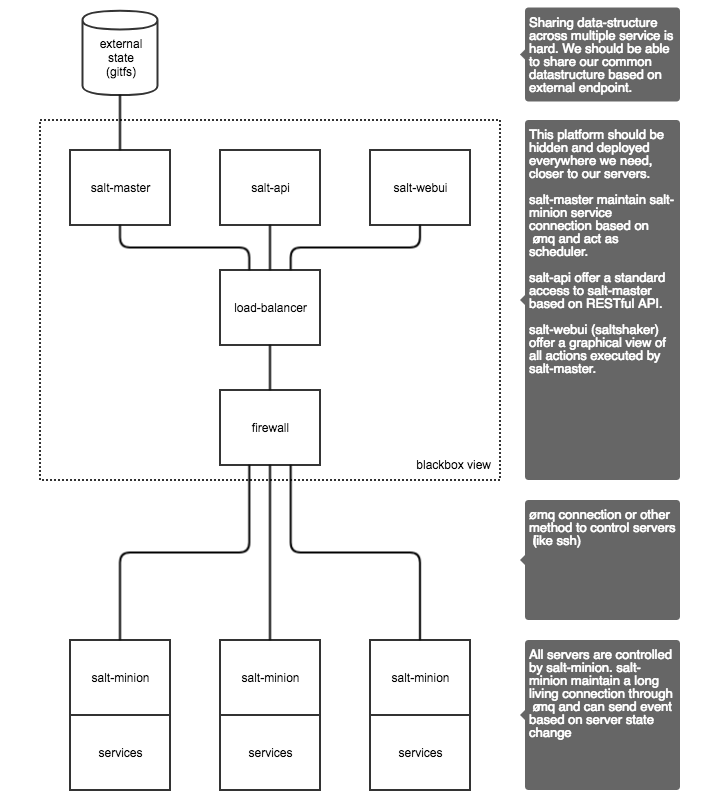 external
state
(gitfs)
Sharing data-structure
across multiple service is
hard. We should be able
to share our common
datastructure based on
external endpoint.
salt-master
salt-api
salt-webui
load-balancer
firewall
blackbox view
This platform should be
hidden and deployed
everywhere we need,
closer to our servers.
salt-master maintain salt-
minion service
connection based on
ømq and act as
scheduler.
salt-api offer a standard
access to salt-master
based on RESTful API.
salt-webui (saltshaker)
offer a graphical view of
all actions executed by
salt-master.
ømq connection or other
method to control servers
(ike ssh)
salt-minion
salt-minion
salt-minion
services
services
services
All servers are controlled
by salt-minion. salt-
minion maintain a long
living connection through
ømq and can send event
based on server state
change